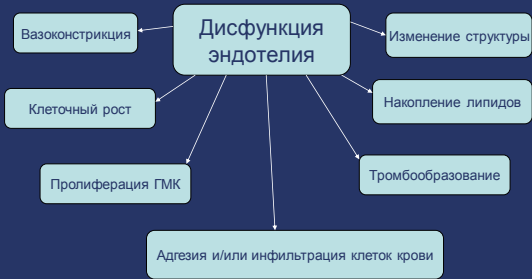 Дисфункция
эндотелия
Вазоконстрикция
Изменение структуры
Клеточный рост
Накопление липидов
Пролиферация ГМК
Тромбообразование
Адгезия и/или инфильтрация клеток крови